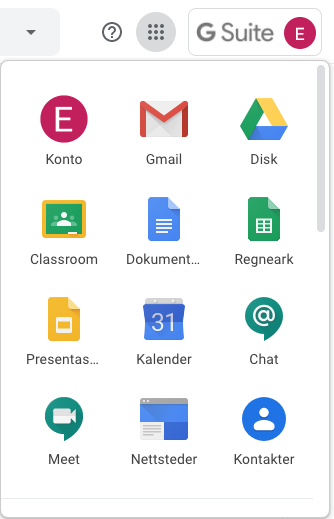 G Suite E
E
Konto Gmail Disk
Classroom Dokument... Regneark
31 @
Presentas... Kalender Chat
Meet Nettsteder Kontakter